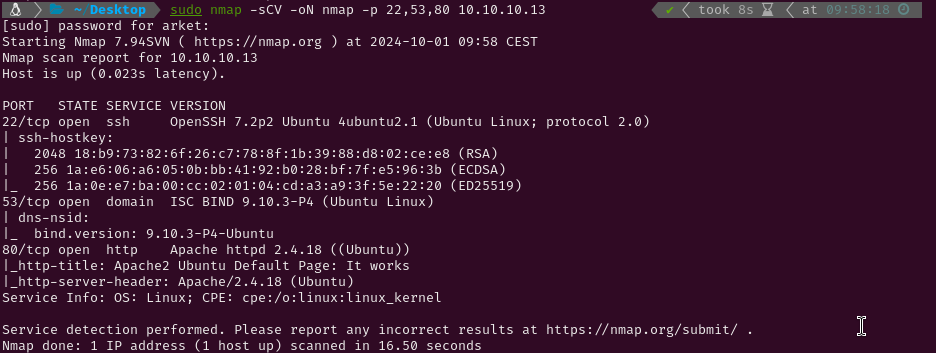 ~ Desktop sudo nmap -sCV -oN nmap -p 22,53,80 10.10.10.13 ✔ took 8s at 09:58:18
[sudo] password for arket:
Starting Nmap 7.94SVN ( https://nmap.org ) at 2024-10-01 09:58 CEST
Nmap scan report for 10.10.10.13
Host is up (0.023s latency).

PORT   STATE SERVICE VERSION
22/tcp open  ssh     OpenSSH 7.2p2 Ubuntu 4ubuntu2.1 (Ubuntu Linux; protocol 2.0)
| ssh-hostkey:
|   2048 18:b9:73:82:6f:26:c7:78:8f:1b:39:88:d8:02:ce:e8 (RSA)
|   256 1a:e6:06:a6:05:0b:bb:41:92:b0:28:bf:7f:e5:96:3b (ECDSA)
|_  256 1a:0e:e7:ba:00:cc:02:01:04:cd:a3:a9:3f:5e:22:20 (ED25519)
53/tcp open  domain  ISC BIND 9.10.3-P4 (Ubuntu Linux)
| dns-nsid:
|_  bind.version: 9.10.3-P4-Ubuntu
80/tcp open  http    Apache httpd 2.4.18 ((Ubuntu))
|_http-title: Apache2 Ubuntu Default Page: It works
|_http-server-header: Apache/2.4.18 (Ubuntu)
Service Info: OS: Linux; CPE: cpe:/o:linux:linux_kernel

Service detection performed. Please report any incorrect results at https://nmap.org/submit/ .
Nmap done: 1 IP address (1 host up) scanned in 16.50 seconds